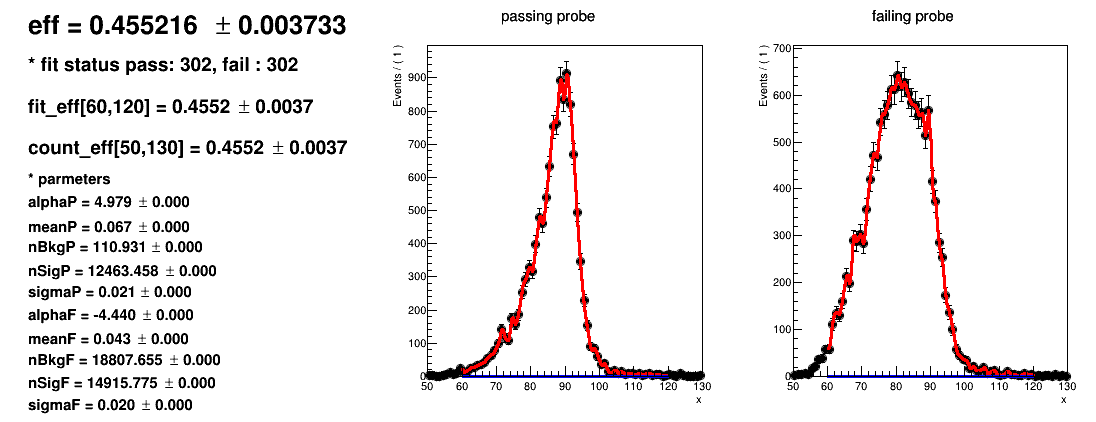 eff = 0.455216 ± 0.003733
* fit status pass: 302, fail : 302
fit_eff[60,120] = 0.4552 ± 0.0037
count_eff[50,130] = 0.4552 ± 0.0037
* parmeters
alphaP = 4.979 ± 0.000
meanP = 0.067 ± 0.000
nBkgP = 110.931 ± 0.000
nSigP = 12463.458 ± 0.000
sigmaP = 0.021 ± 0.000
alphaF = -4.440 ± 0.000
meanF = 0.043 ± 0.000
nBkgF = 18807.655 ± 0.000
nSigF = 14915.775 ± 0.000
sigmaF = 0.020 ± 0.000
passing probe
Events / ( 1 )
900
800
700
600
500
400
300
200
100
0
50 60 70 80 90 100 110 120 130
x
failing probe
Events / ( 1 )
700
600
500
400
300
200
100
0
50 60 70 80 90 100 110 120 130
x